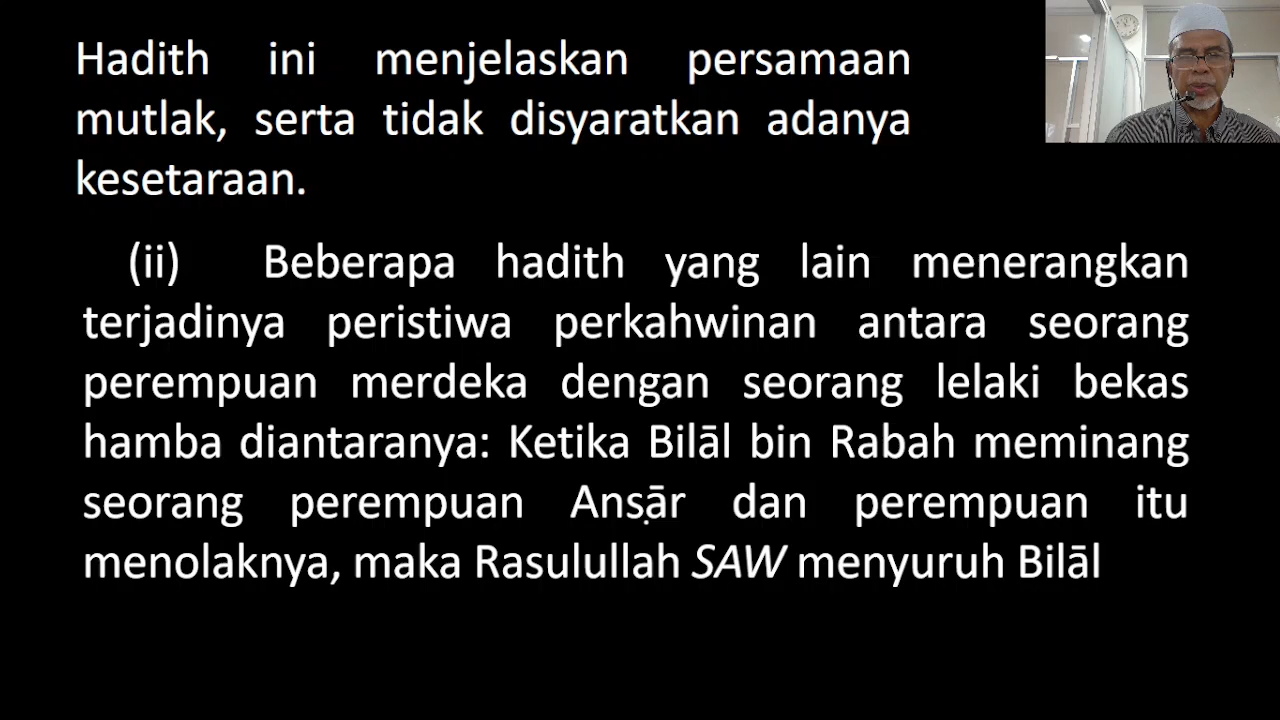 Hadith ini menjelaskan persamaan
mutlak, serta tidak disyaratkan adanya
kesetaraan.
(ii) Beberapa hadith yang lain menerangkan
terjadinya peristiwa perkahwinan antara seorang
perempuan merdeka dengan seorang lelaki bekas
hamba diantaranya: Ketika Bilāl bin Rabah meminang
seorang perempuan Anṣār dan perempuan itu
menolaknya, maka Rasulullah SAW menyuruh Bilāl